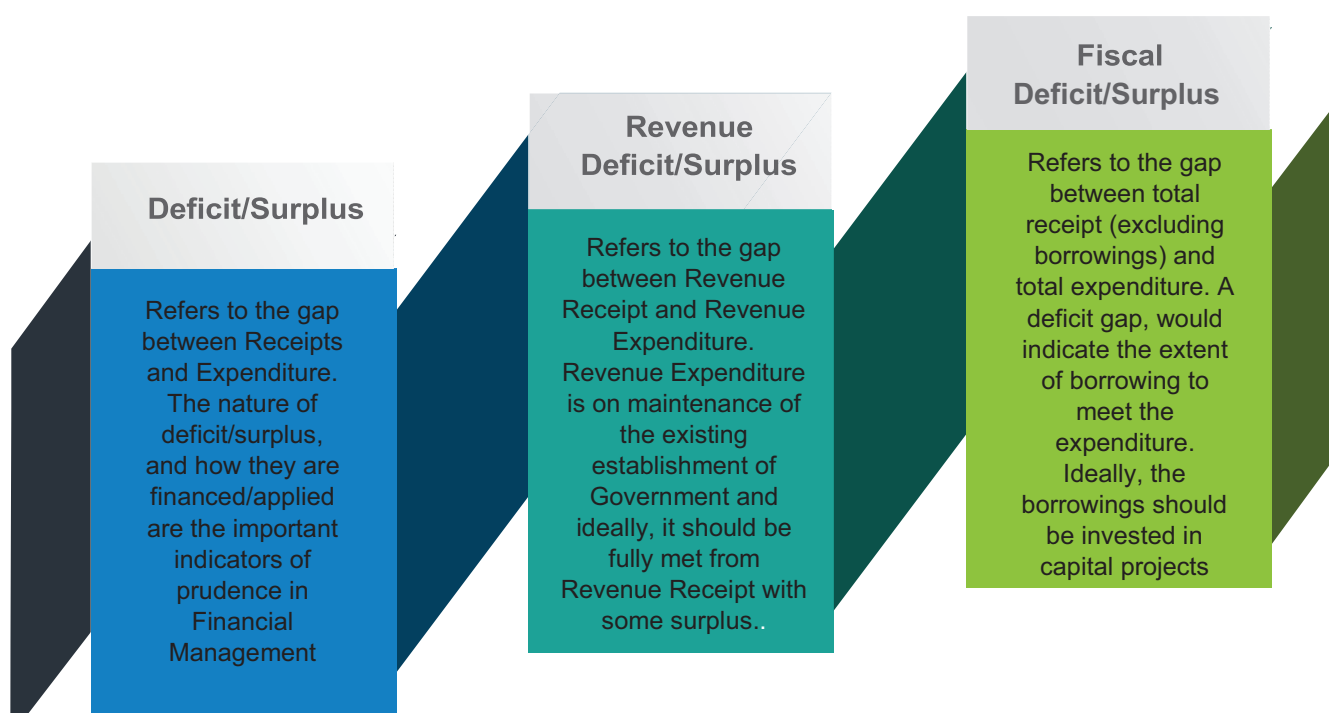 Deficit/Surplus
Refers to the gap
between Receipts
and Expenditure.
The nature of
deficit/surplus,
and how they are
financed/applied
are the important
indicators of
prudence in
Financial
Management
Revenue
Deficit/Surplus
Refers to the gap
between Revenue
Receipt and Revenue
Expenditure.
Revenue Expenditure
is on maintenance of
the existing
establishment of
Government and
ideally, it should be
fully met from
Revenue Receipt with
some surplus..
Fiscal
Deficit/Surplus
Refers to the gap
between total
receipt (excluding
borrowings) and
total expenditure. A
deficit gap, would
indicate the extent
of borrowing to
meet the
expenditure.
Ideally, the
borrowings should
be invested in
capital projects